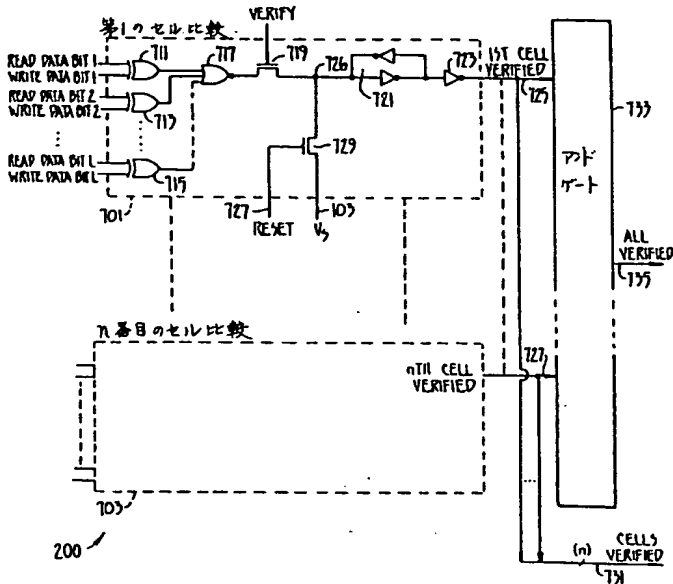 第1のセル比較
VERIFY
READ DATA BIT 1
WRITE DATA BIT 1
711
717
719
726
723
1ST CELL
VERIFIED
725
READ DATA BIT 2
WRITE DATA BIT 2
713
721
733
729
アンド
ゲート
READ DATA BIT L
WRITE DATA BIT L
715
701
727
RESET
103
Vs
ALL
VERIFIED
735
n番目のセル比較
nTH CELL
VERIFIED
727
703
200
(n)
CELLS
VERIFIED
731